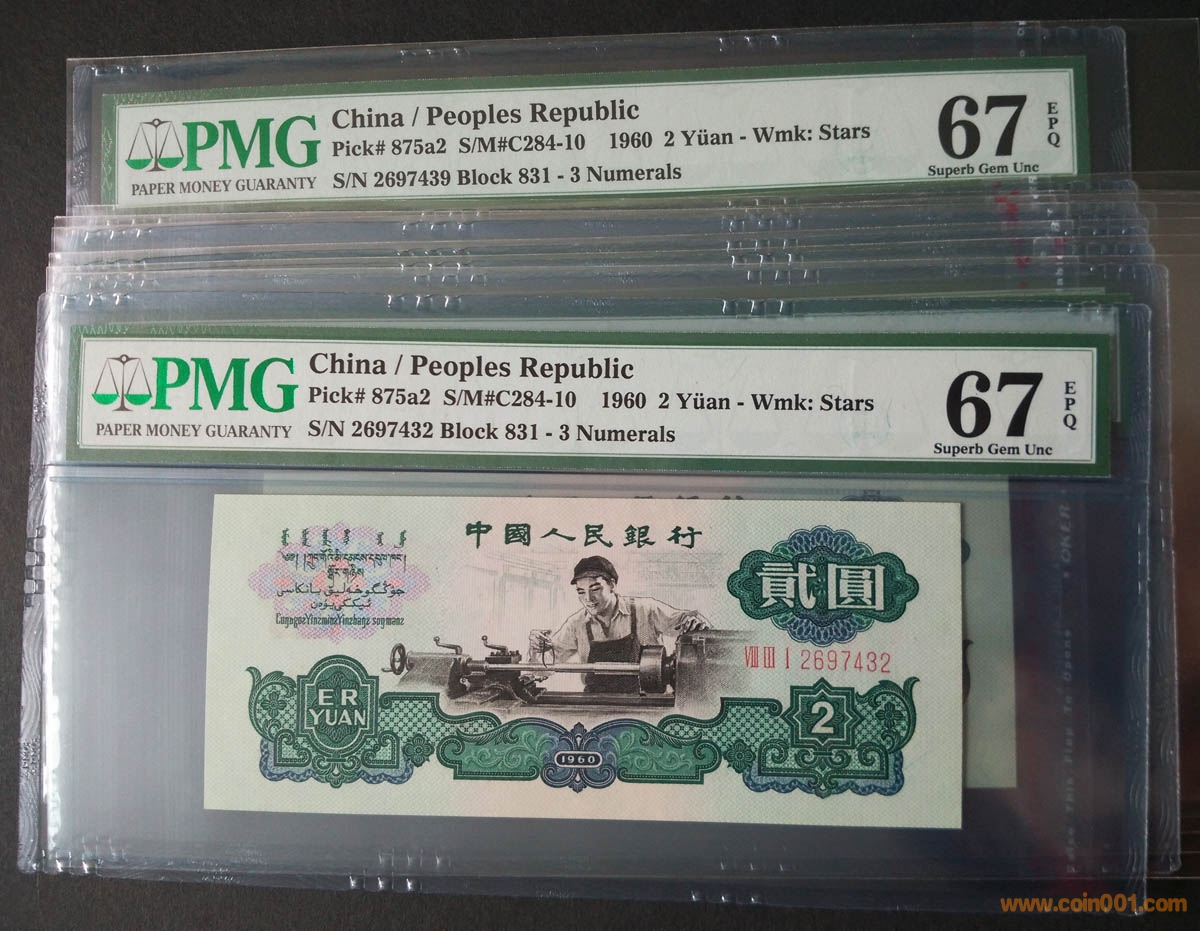 PMG
PAPER MONEY GUARANTY
China / Peoples Republic
Pick# 875a2 S/M#C284-10 1960 2 Yüan - Wmk: Stars
S/N 2697439 Block 831 - 3 Numerals
67
EPQ
Superb Gem Unc
PMG
PAPER MONEY GUARANTY
China / Peoples Republic
Pick# 875a2 S/M#C284-10 1960 2 Yüan - Wmk: Stars
S/N 2697432 Block 831 - 3 Numerals
67
EPQ
Superb Gem Unc
中國人民銀行
貳圓
VIII III I 2697432
ER
YUAN
2
1960
www.coin001.com